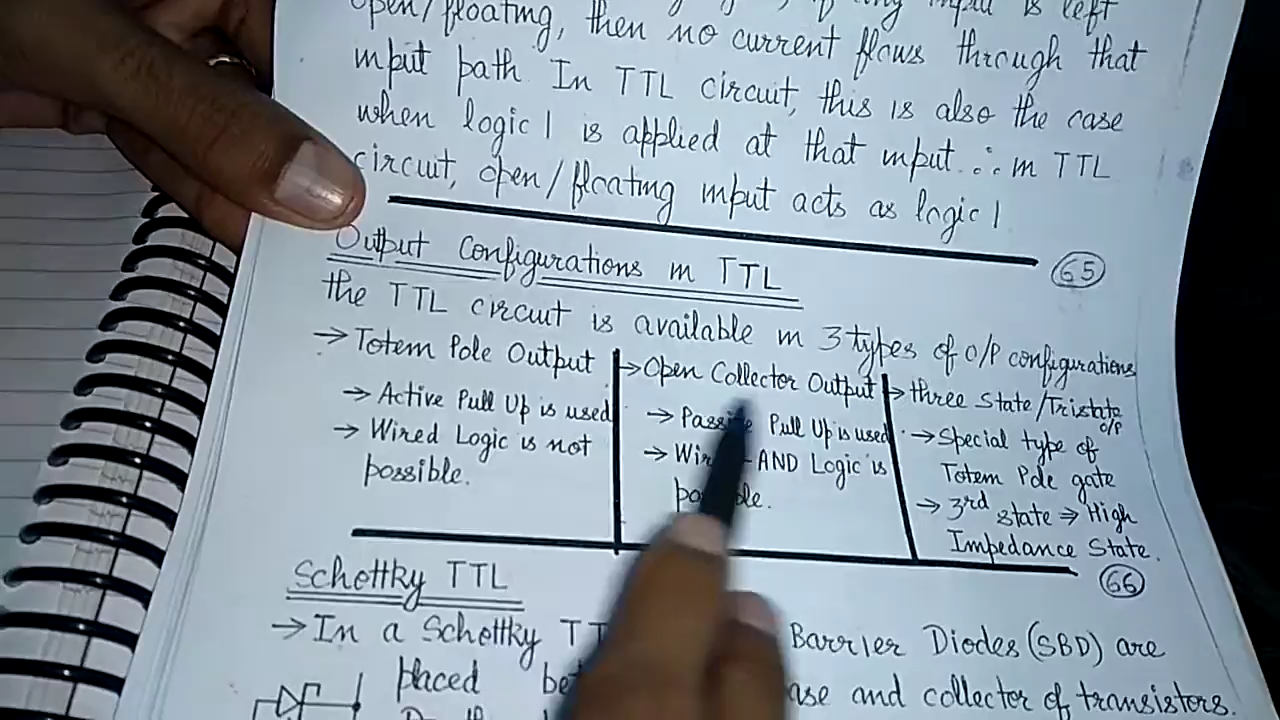 open/floating, then no current flows through that
input path. In TTL circuit, this is also the case
when logic 1 is applied at that input ∴ in TTL
circuit, open/floating input acts as logic 1
65
Output Configurations in TTL
the TTL circuit is available in 3 types of O/P configurations
→ Totem Pole Output
→ Active Pull Up is used
→ Wired Logic is not
possible.
→ Open Collector Output
→ Passive Pull Up is used
→ Wired-AND Logic is
possible.
→ three State/Tristate
O/P
→ Special type of
Totem Pole gate
→ 3rd state ⇒ High
Impedance State.
66
Schottky TTL
→ In a Schottky Barrier Diodes (SBD) are
placed and collector of transistors.